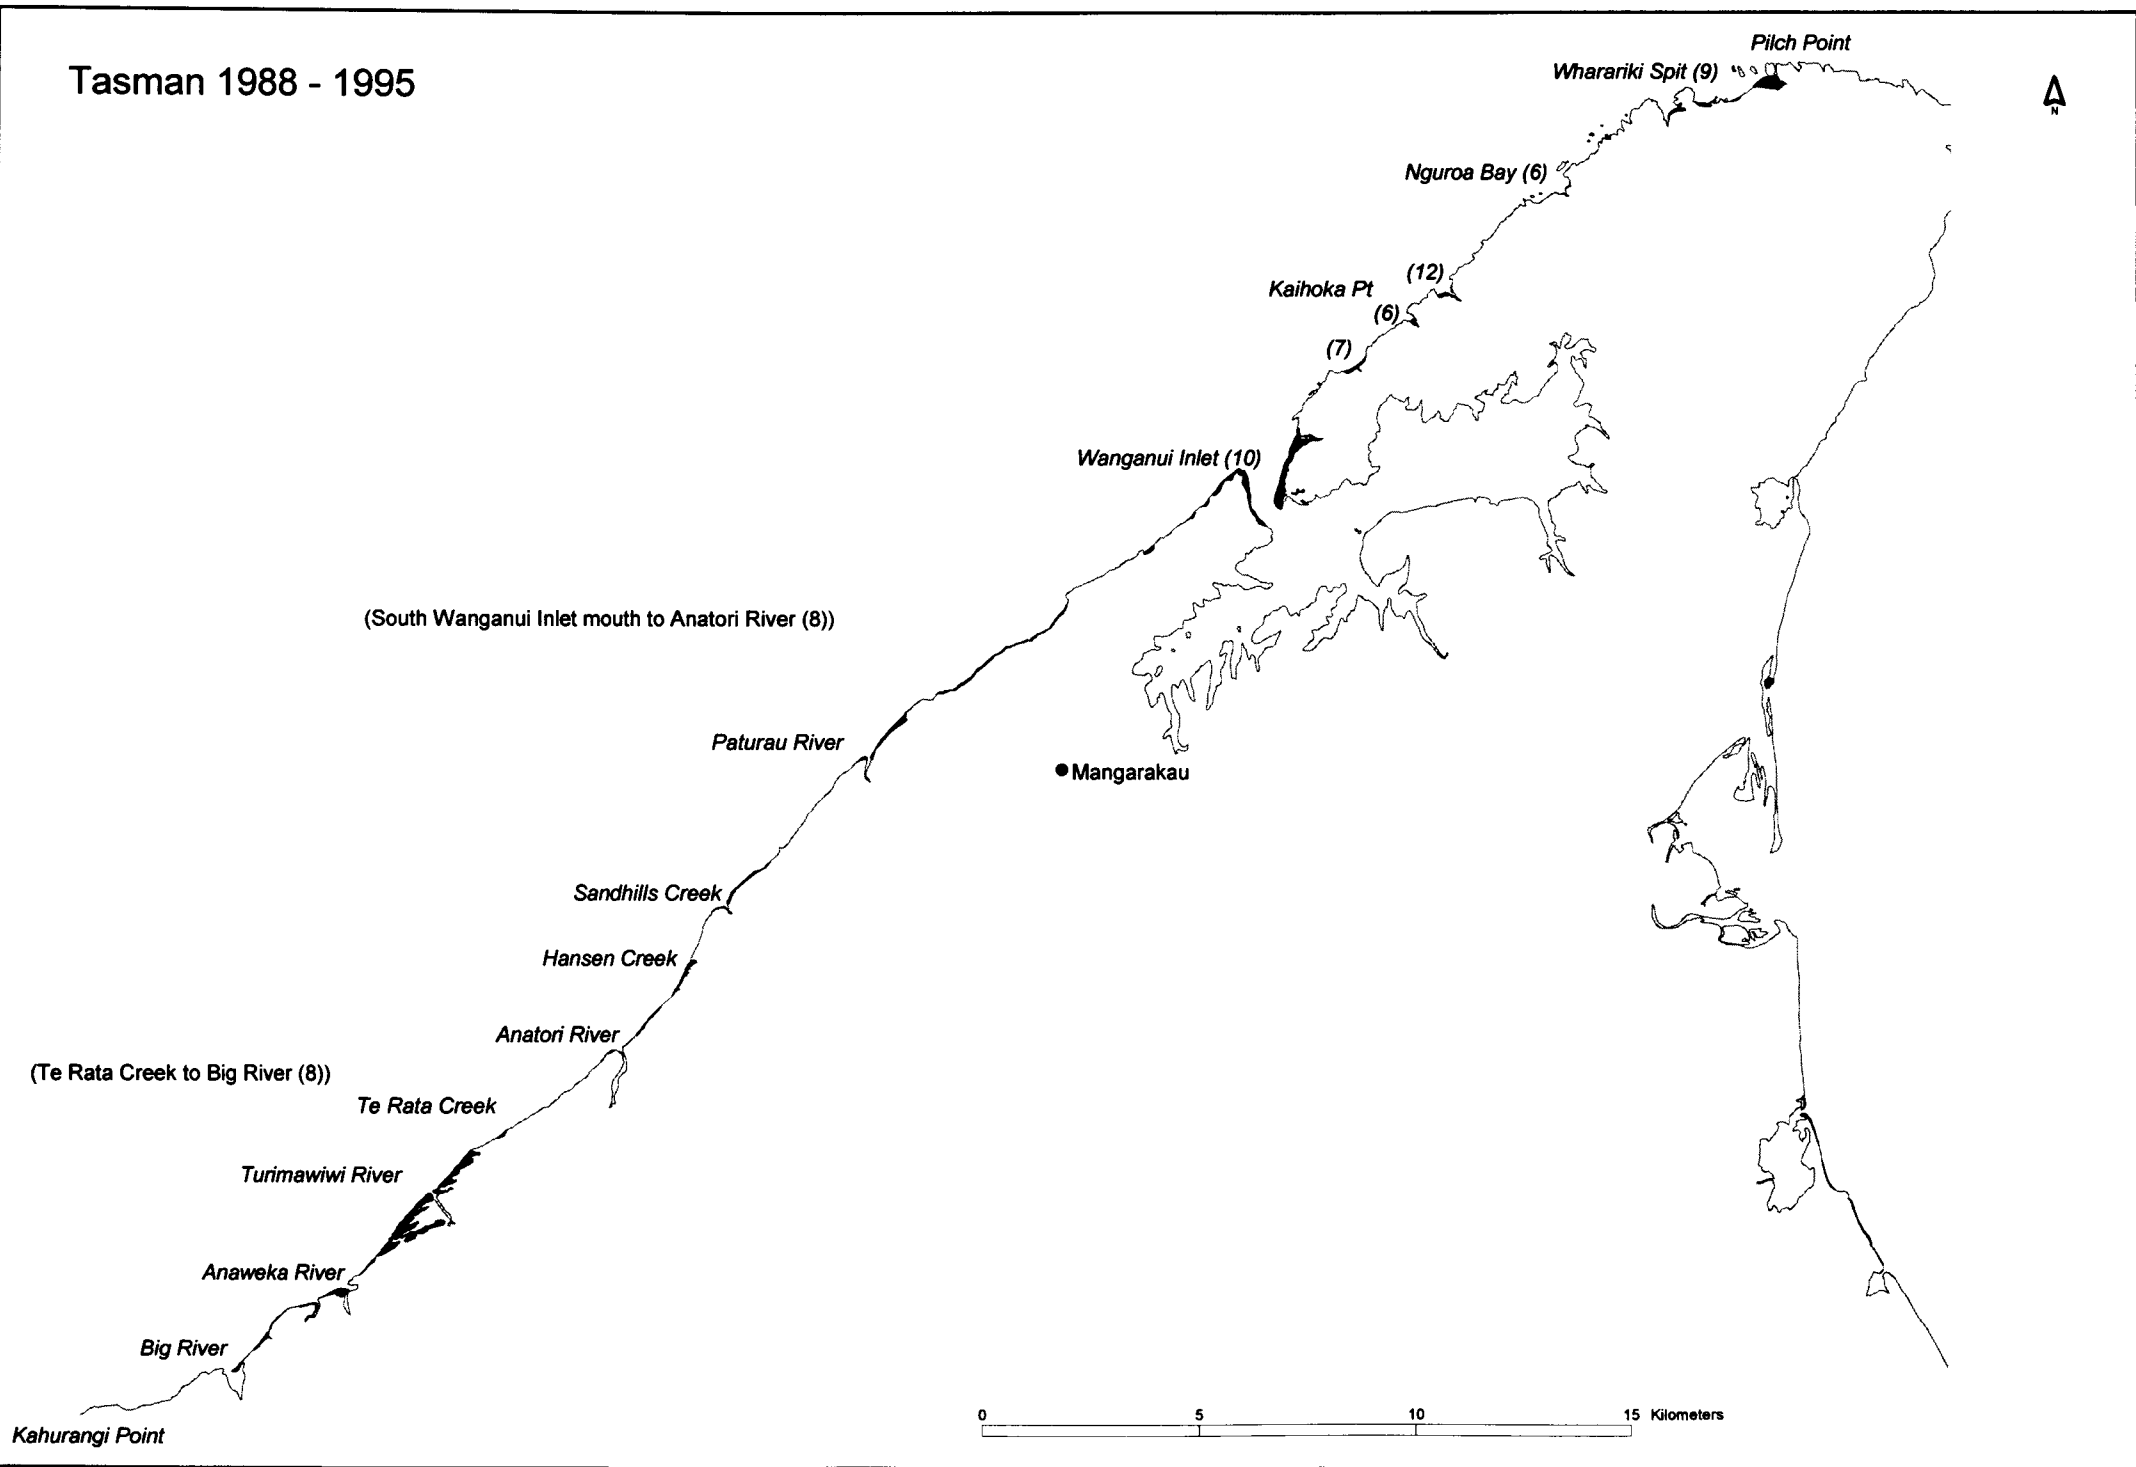 Pilch Point
Wharariki Spit (9)
Tasman 1988 - 1995
N
Nguroa Bay (6)
(12)
Kaihoka Pt
(6)
(7)
Wanganui Inlet (10)
(South Wanganui Inlet mouth to Anatori River (8))
Paturau River
Mangarakau
Sandhills Creek
Hansen Creek
Anatori River
(Te Rata Creek to Big River (8))
Te Rata Creek
Turimawiwi River
Anaweka River
Big River
0 5 10 15 Kilometers
Kahurangi Point